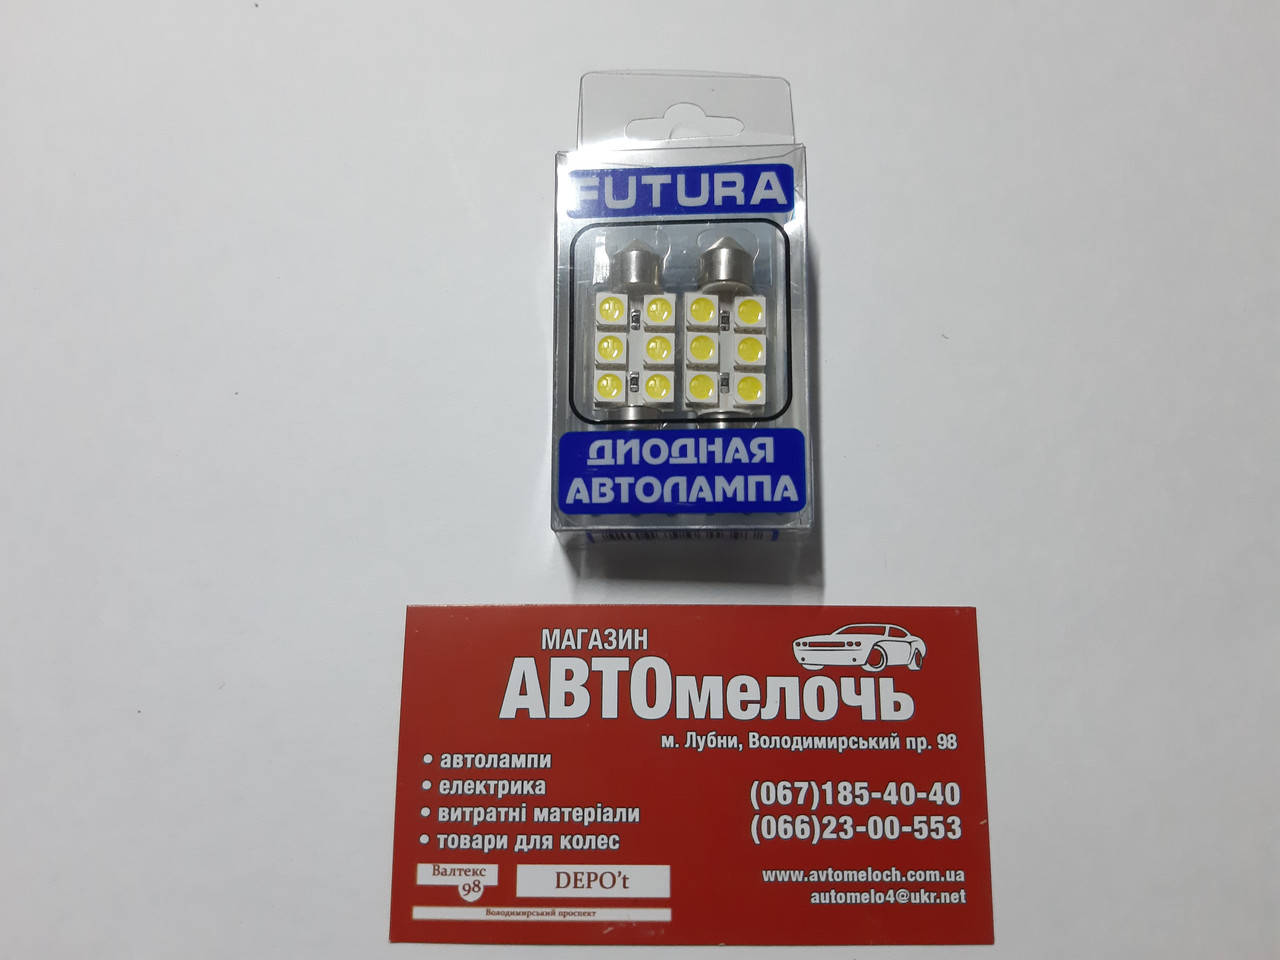 FUTURA
ДИОДНАЯ
АВТОЛАМПА
МАГАЗИН
АВТОмелочь
м. Лубни, Володимирський пр. 98
• автолампи
• електрика
• витратні матеріали
• товари для колес
(067)185-40-40
(066)23-00-553
www.avtomeloch.com.ua
automelo4@ukr.net
Валтекс
98
DEPO't
Володимирський проспект